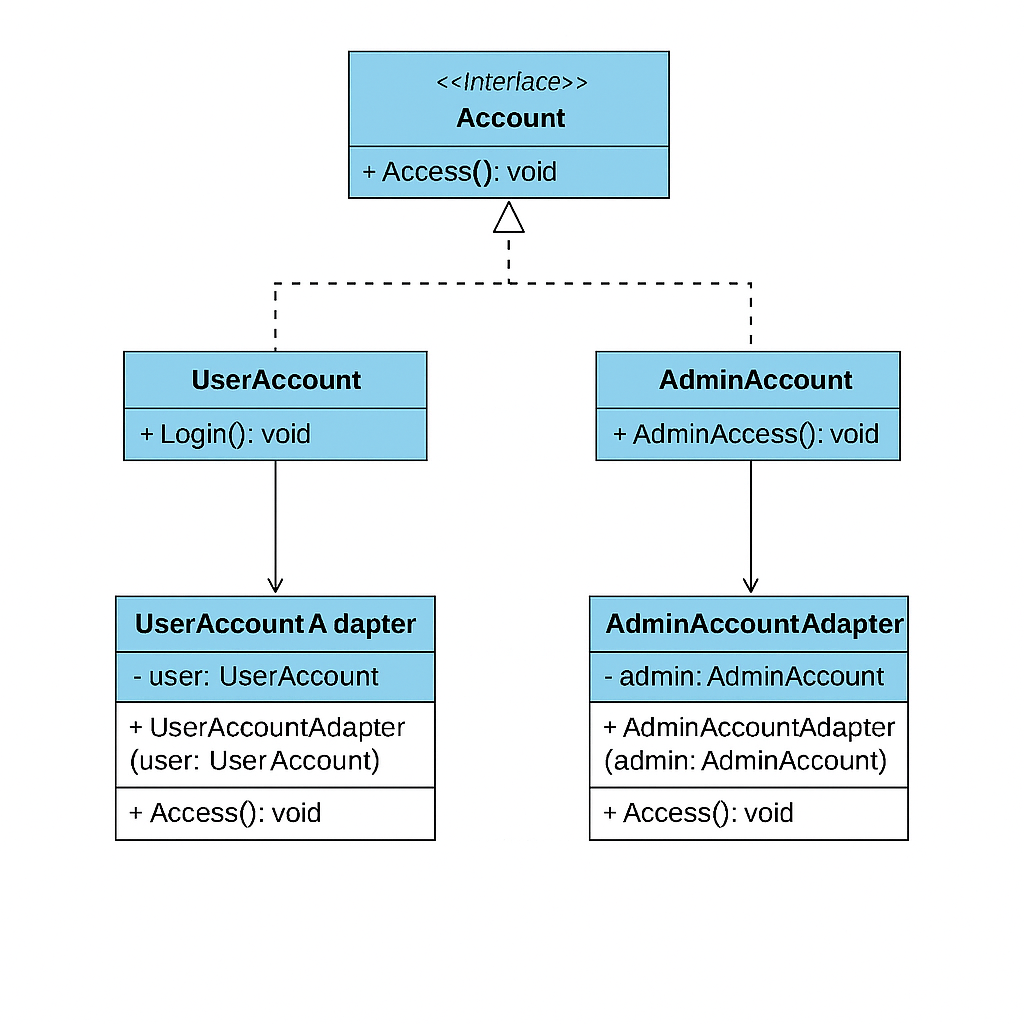 <<Interlace>>
Account
+ Access(): void
UserAccount
+ Login(): void
AdminAccount
+ AdminAccess(): void
UserAccount A dapter
- user: UserAccount
+ UserAccountAdapter
(user: User Account)
+ Access(): void
AdminAccountAdapter
- admin: AdminAccount
+ AdminAccountAdapter
(admin: AdminAccount)
+ Access(): void